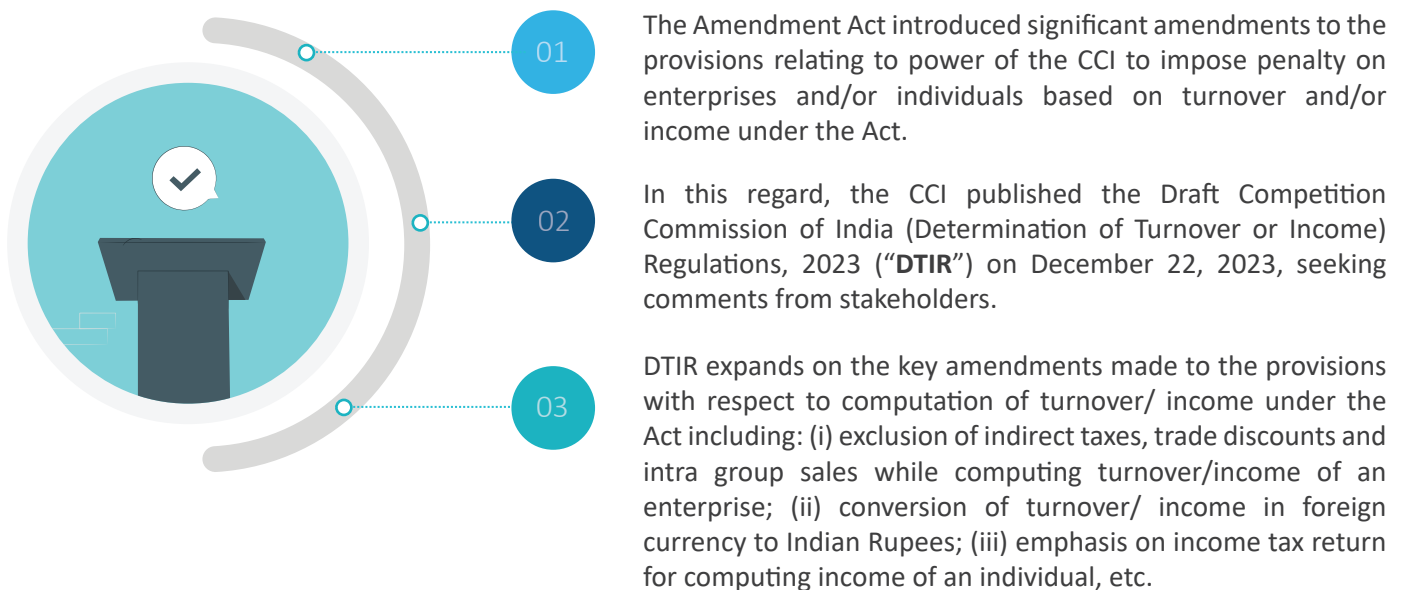 01
The Amendment Act introduced significant amendments to the
provisions relating to power of the CCI to impose penalty on
enterprises and/or individuals based on turnover and/or
income under the Act.
02
In this regard, the CCI published the Draft Competition
Commission of India (Determination of Turnover or Income)
Regulations, 2023 (“DTIR”) on December 22, 2023, seeking
comments from stakeholders.
03
DTIR expands on the key amendments made to the provisions
with respect to computation of turnover/ income under the
Act including: (i) exclusion of indirect taxes, trade discounts and
intra group sales while computing turnover/income of an
enterprise; (ii) conversion of turnover/ income in foreign
currency to Indian Rupees; (iii) emphasis on income tax return
for computing income of an individual, etc.